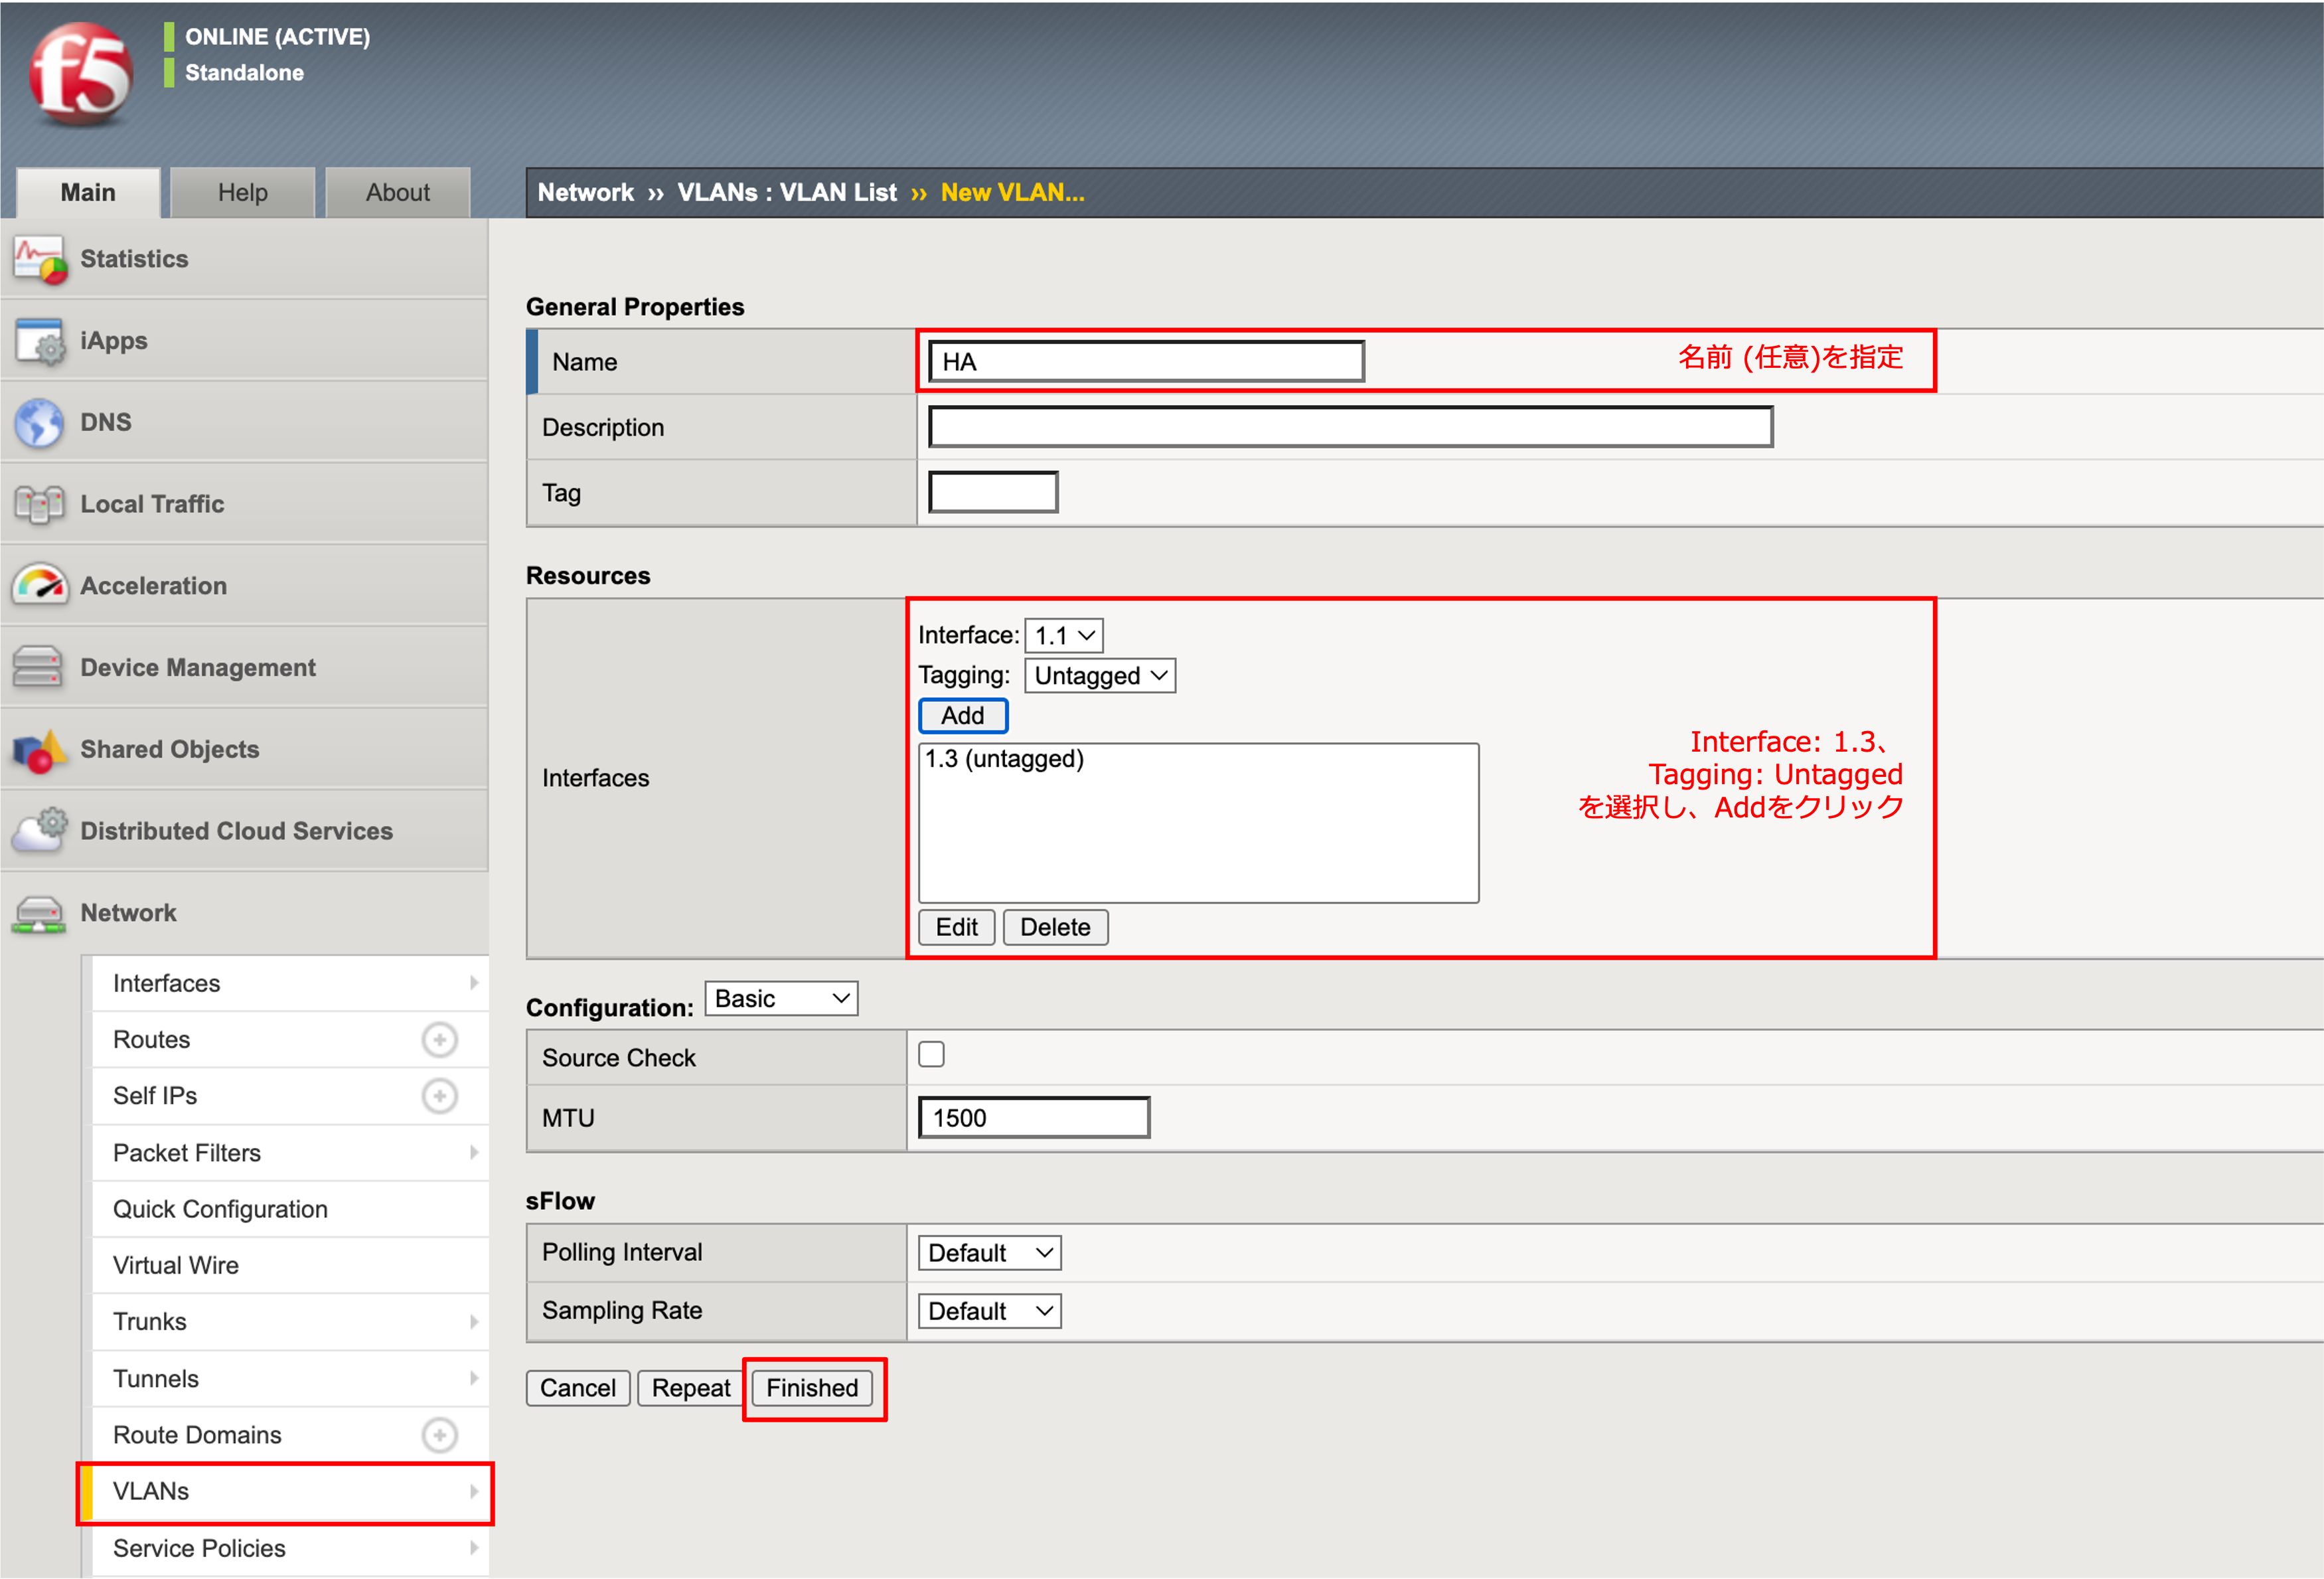 f5
ONLINE (ACTIVE)
Standalone
Main
Help
About
Network ›› VLANs : VLAN List ›› New VLAN...
Statistics
iApps
DNS
Local Traffic
Acceleration
Device Management
Shared Objects
Distributed Cloud Services
Network
Interfaces
Routes
Self IPs
Packet Filters
Quick Configuration
Virtual Wire
Trunks
Tunnels
Route Domains
VLANs
Service Policies
General Properties
Name
HA
名前 (任意)を指定
Description
Tag
Resources
Interfaces
Interface: 1.1
Tagging: Untagged
Add
1.3 (untagged)
Interface: 1.3、
Tagging: Untagged
を選択し、Addをクリック
Edit
Delete
Configuration: Basic
Source Check
MTU
1500
sFlow
Polling Interval
Default
Sampling Rate
Default
Cancel
Repeat
Finished